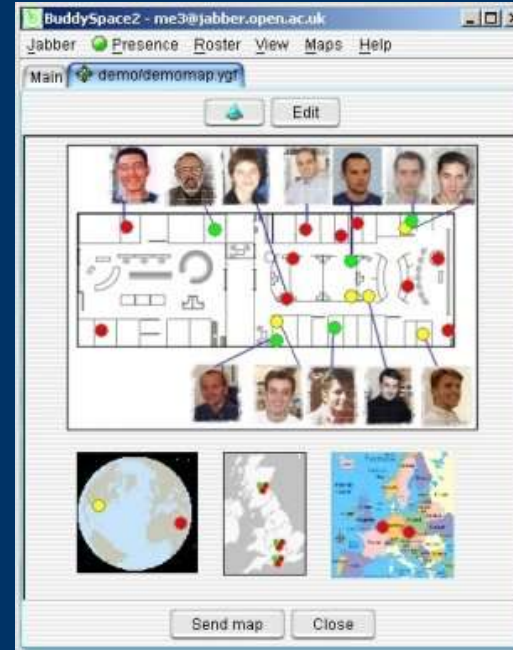 BuddySpace2 - me3@jabber.open.ac.uk
Jabber Presence Roster View Maps Help
Main demo/demomap.ygf
Edit
Send map Close